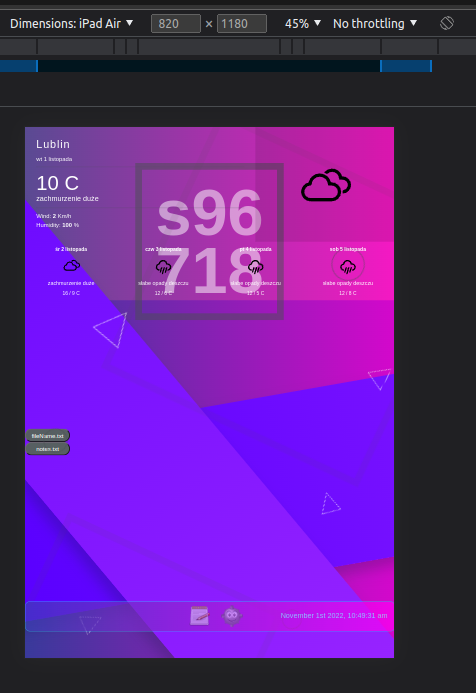 Dimensions: iPad Air ▼ 820 × 1180 45% ▼ No throttling ▼
Lublin
wt 1 listopada
10 C
zachmurzenie duże
Wind: 2 Km/h
Humidity: 100 %
s96
718
śr 2 listopada czw 3 listopada pt 4 listopada sob 5 listopada
zachmurzenie duże słabe opady deszczu słabe opady deszczu słabe opady deszczu
16 / 9 C 12 / 6 C 11 / 5 C 12 / 8 C
fileName.txt
notes.txt
November 1st 2022, 10:49:31 am